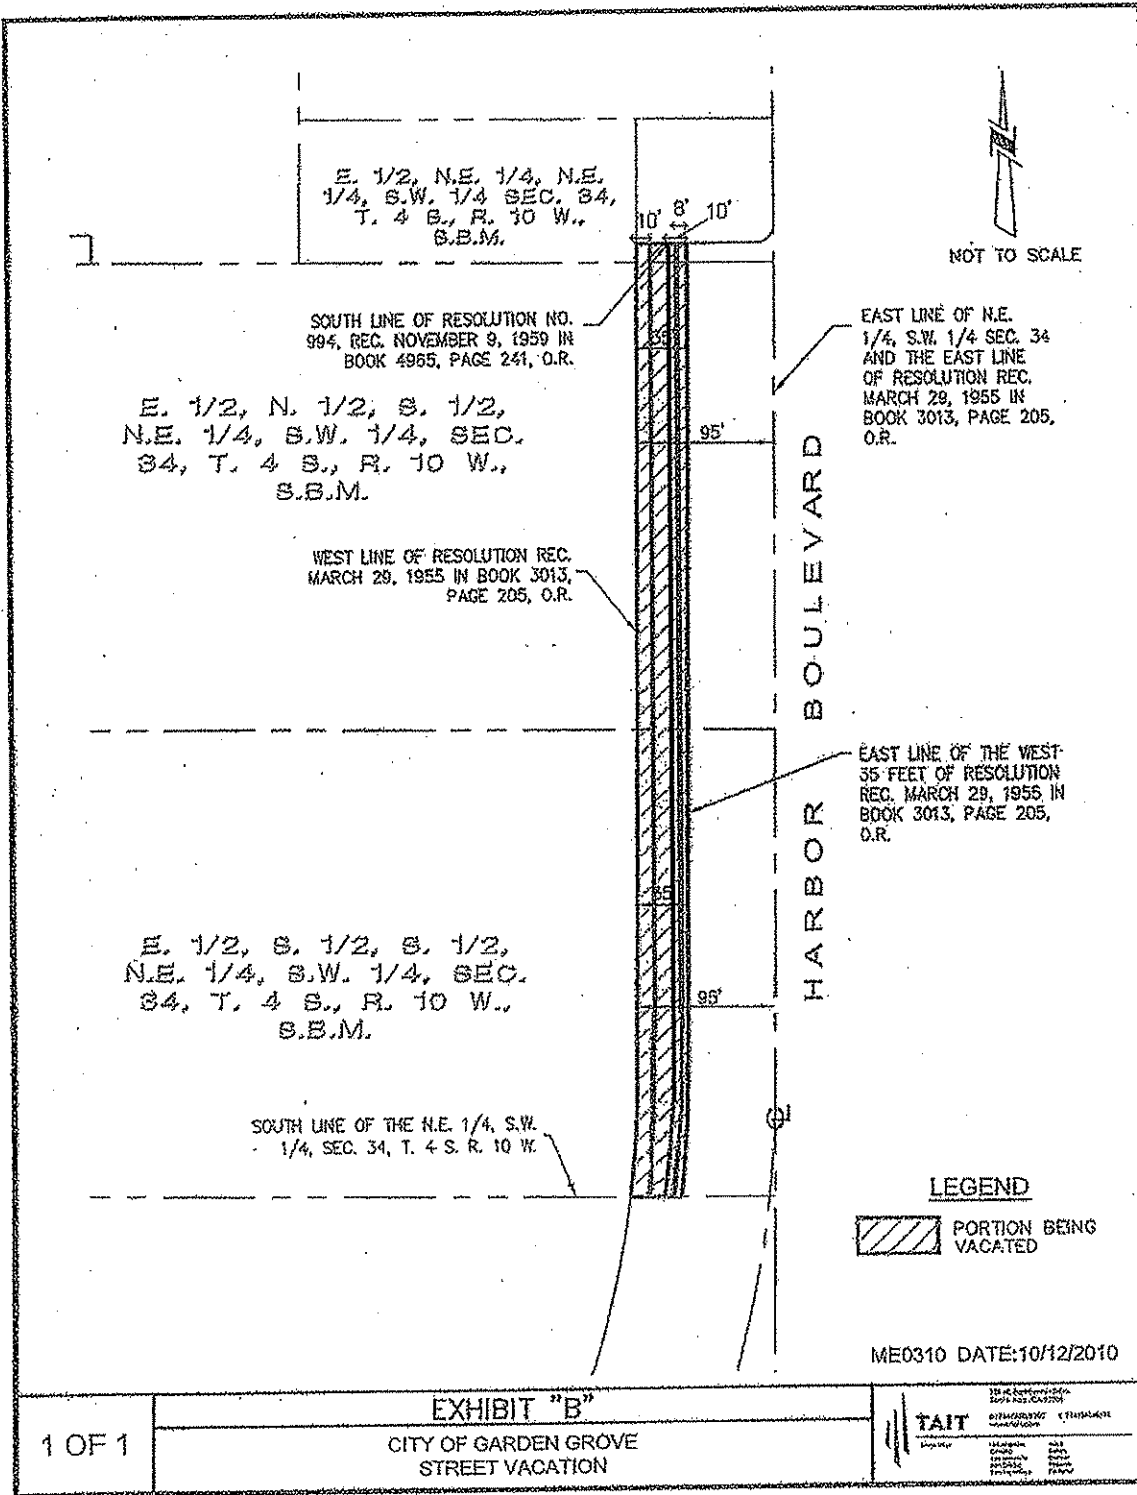 E. 1/2, N.E. 1/4, N.E.
1/4, S.W. 1/4 SEC. 34,
T. 4 S., R. 10 W.,
S.B.M.
10'
8'
10'
NOT TO SCALE
SOUTH LINE OF RESOLUTION NO.
994, REC. NOVEMBER 9, 1959 IN
BOOK 4965, PAGE 241, O.R.
35'
EAST LINE OF N.E.
1/4, S.W. 1/4 SEC. 34
AND THE EAST LINE
OF RESOLUTION REC.
MARCH 29, 1955 IN
BOOK 3013, PAGE 205,
O.R.
E. 1/2, N. 1/2, S. 1/2,
N.E. 1/4, S.W. 1/4, SEC.
34, T. 4 S., R. 10 W.,
S.B.M.
95'
WEST LINE OF RESOLUTION REC.
MARCH 29, 1955 IN BOOK 3013,
PAGE 205, O.R.
HARBOR BOULEVARD
EAST LINE OF THE WEST
35 FEET OF RESOLUTION
REC. MARCH 29, 1955 IN
BOOK 3013, PAGE 205,
O.R.
35'
E. 1/2, S. 1/2, S. 1/2,
N.E. 1/4, S.W. 1/4, SEC.
34, T. 4 S., R. 10 W.,
S.B.M.
95'
SOUTH LINE OF THE N.E. 1/4, S.W.
1/4, SEC. 34, T. 4 S. R. 10 W.
LEGEND
PORTION BEING
VACATED
ME0310 DATE:10/12/2010
1 OF 1
EXHIBIT "B"
CITY OF GARDEN GROVE
STREET VACATION
TAIT